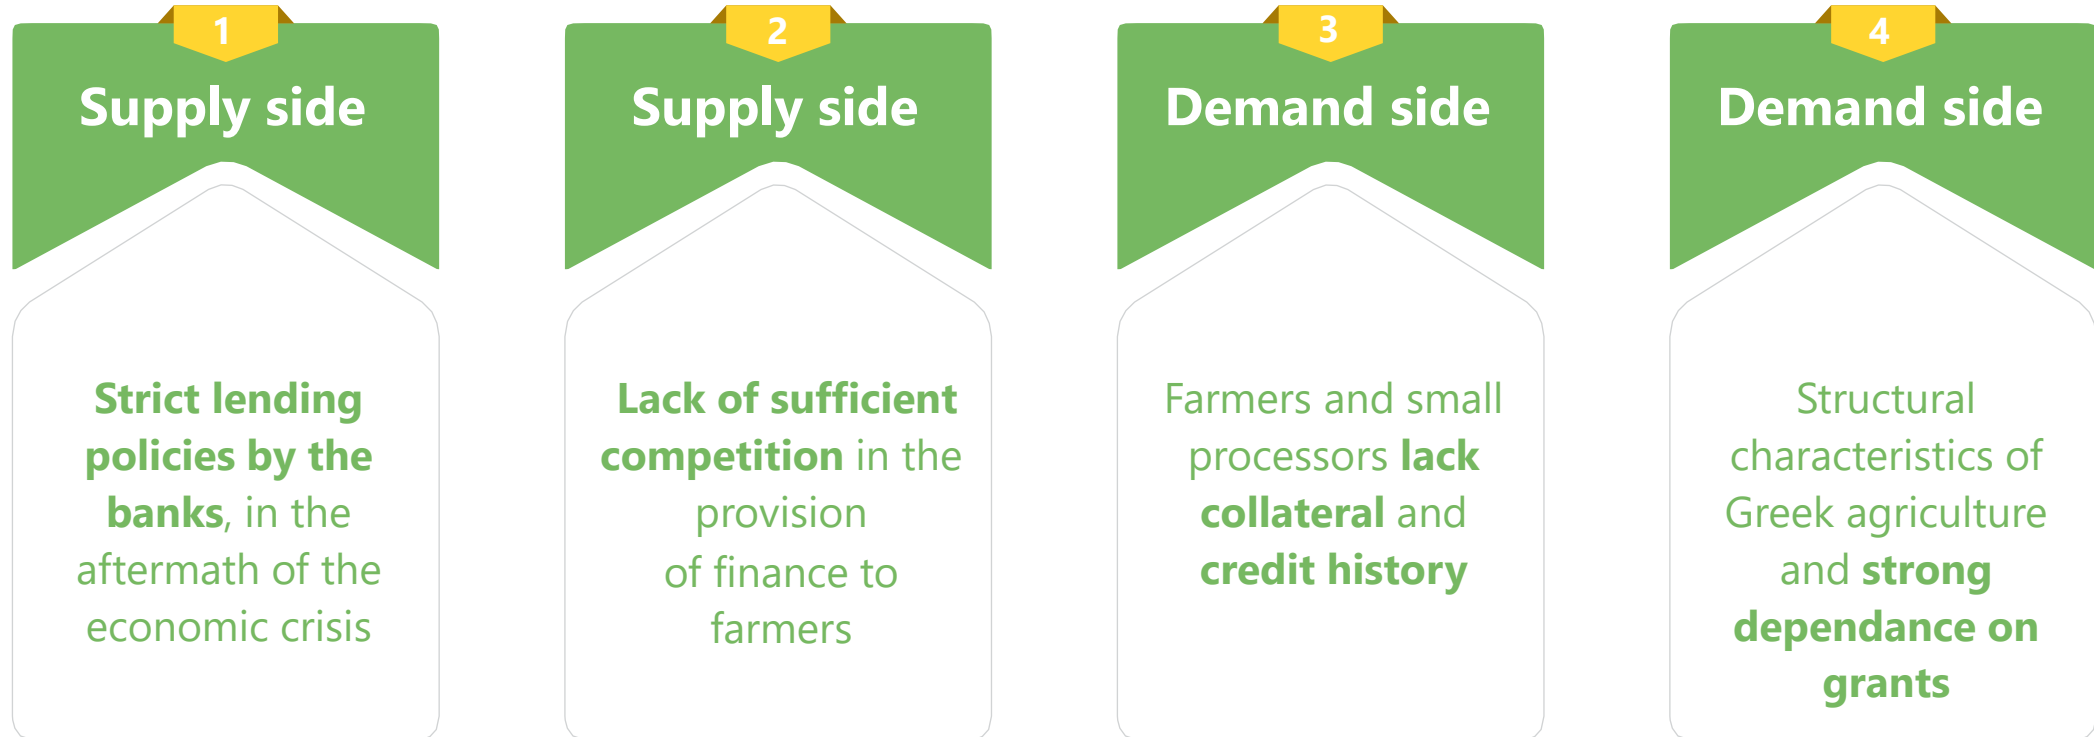 1
Supply side
Strict lending
policies by the
banks, in the
aftermath of the
economic crisis
2
Supply side
Lack of sufficient
competition in the
provision
of finance to
farmers
3
Demand side
Farmers and small
processors lack
collateral and
credit history
4
Demand side
Structural
characteristics of
Greek agriculture
and strong
dependance on
grants